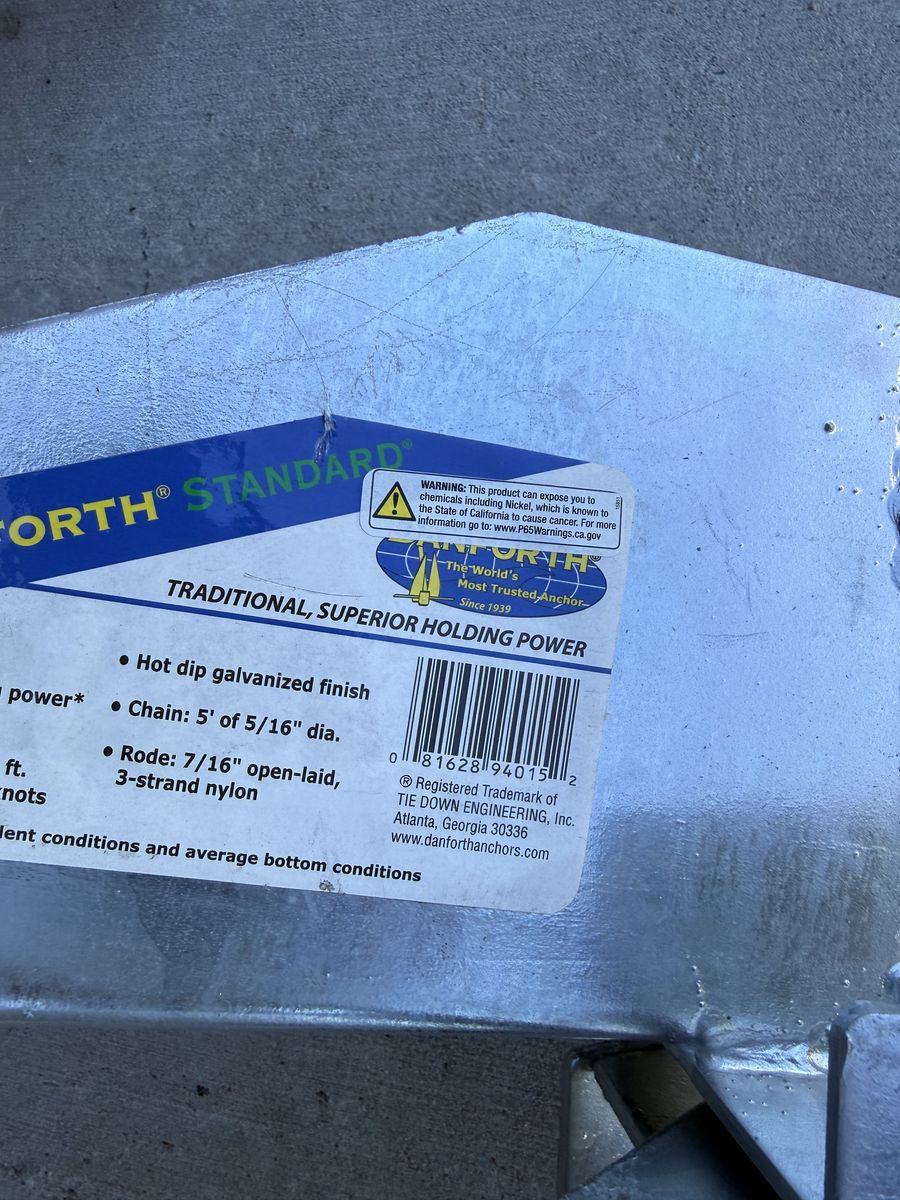 FORTH® STANDARD®
WARNING: This product can expose you to
chemicals including Nickel, which is known to
the State of California to cause cancer. For more
information go to: www.P65Warnings.ca.gov
DANFORTH®
The World's
Most Trusted Anchor
Since 1939
TRADITIONAL, SUPERIOR HOLDING POWER
power*
ft.
knots
• Hot dip galvanized finish
• Chain: 5' of 5/16" dia.
• Rode: 7/16" open-laid,
3-strand nylon
lent conditions and average bottom conditions
0 81628 94015 2
® Registered Trademark of
TIE DOWN ENGINEERING, Inc.
Atlanta, Georgia 30336
www.danforthanchors.com